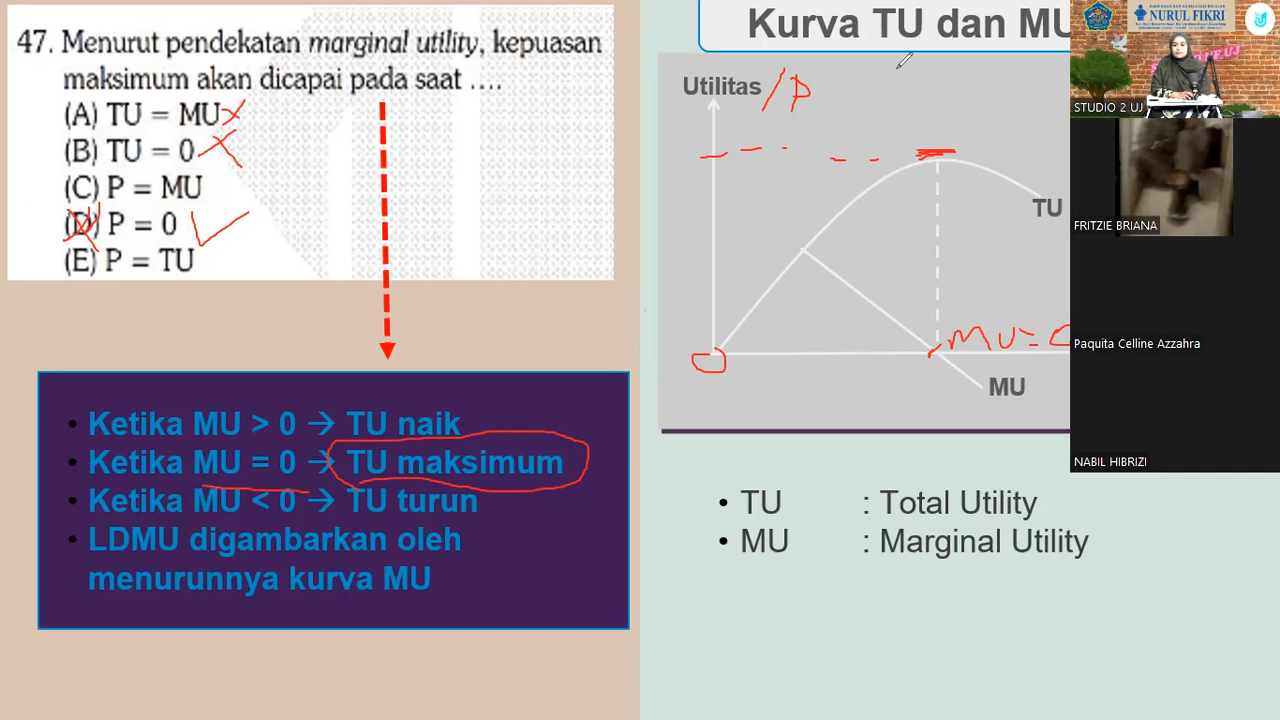 47. Menurut pendekatan marginal utility, kepuasan
maksimum akan dicapai pada saat ....
(A) TU = MU
(B) TU = 0
(C) P = MU
(D) P = 0
(E) P = TU
• Ketika MU > 0 → TU naik
• Ketika MU = 0 → TU maksimum
• Ketika MU < 0 → TU turun
• LDMU digambarkan oleh
menurunnya kurva MU
Kurva TU dan MU
Utilitas /P
TU
MU=0
MU
• TU : Total Utility
• MU : Marginal Utility
NURUL FIKRI
STUDIO 2 UJ
FRITZIE BRIANA
Paquita Celline Azzahra
NABIL HIBRIZI